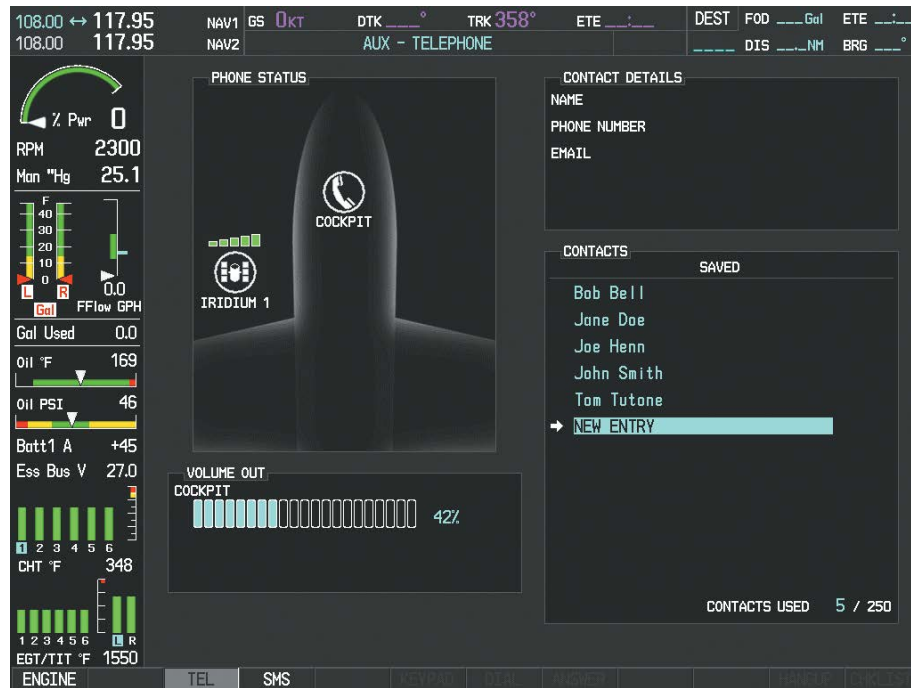 108.00 ↔ 117.95 NAV1
108.00 117.95 NAV2
GS 0KT DTK ___° TRK 358° ETE __:__
AUX - TELEPHONE
DEST FOD ___Gal ETE __:__
____ DIS __._NM BRG ___°
% Pwr 0
RPM 2300
Man "Hg 25.1
F
40
30
20
10
0
L R
Gal
0.0
FFlow GPH
Gal Used 0.0
Oil °F 169
Oil PSI 46
Batt1 A +45
Ess Bus V 27.0
1 2 3 4 5 6
CHT °F 348
1 2 3 4 5 6 L R
EGT/TIT °F 1550
PHONE STATUS
COCKPIT
IRIDIUM 1
VOLUME OUT
COCKPIT
42%
CONTACT DETAILS
NAME
PHONE NUMBER
EMAIL
CONTACTS
SAVED
Bob Bell
Jane Doe
Joe Henn
John Smith
Tom Tutone
NEW ENTRY
CONTACTS USED 5 / 250
ENGINE TEL SMS KEYPAD DIAL ANSWER HANGUP CHKLIST